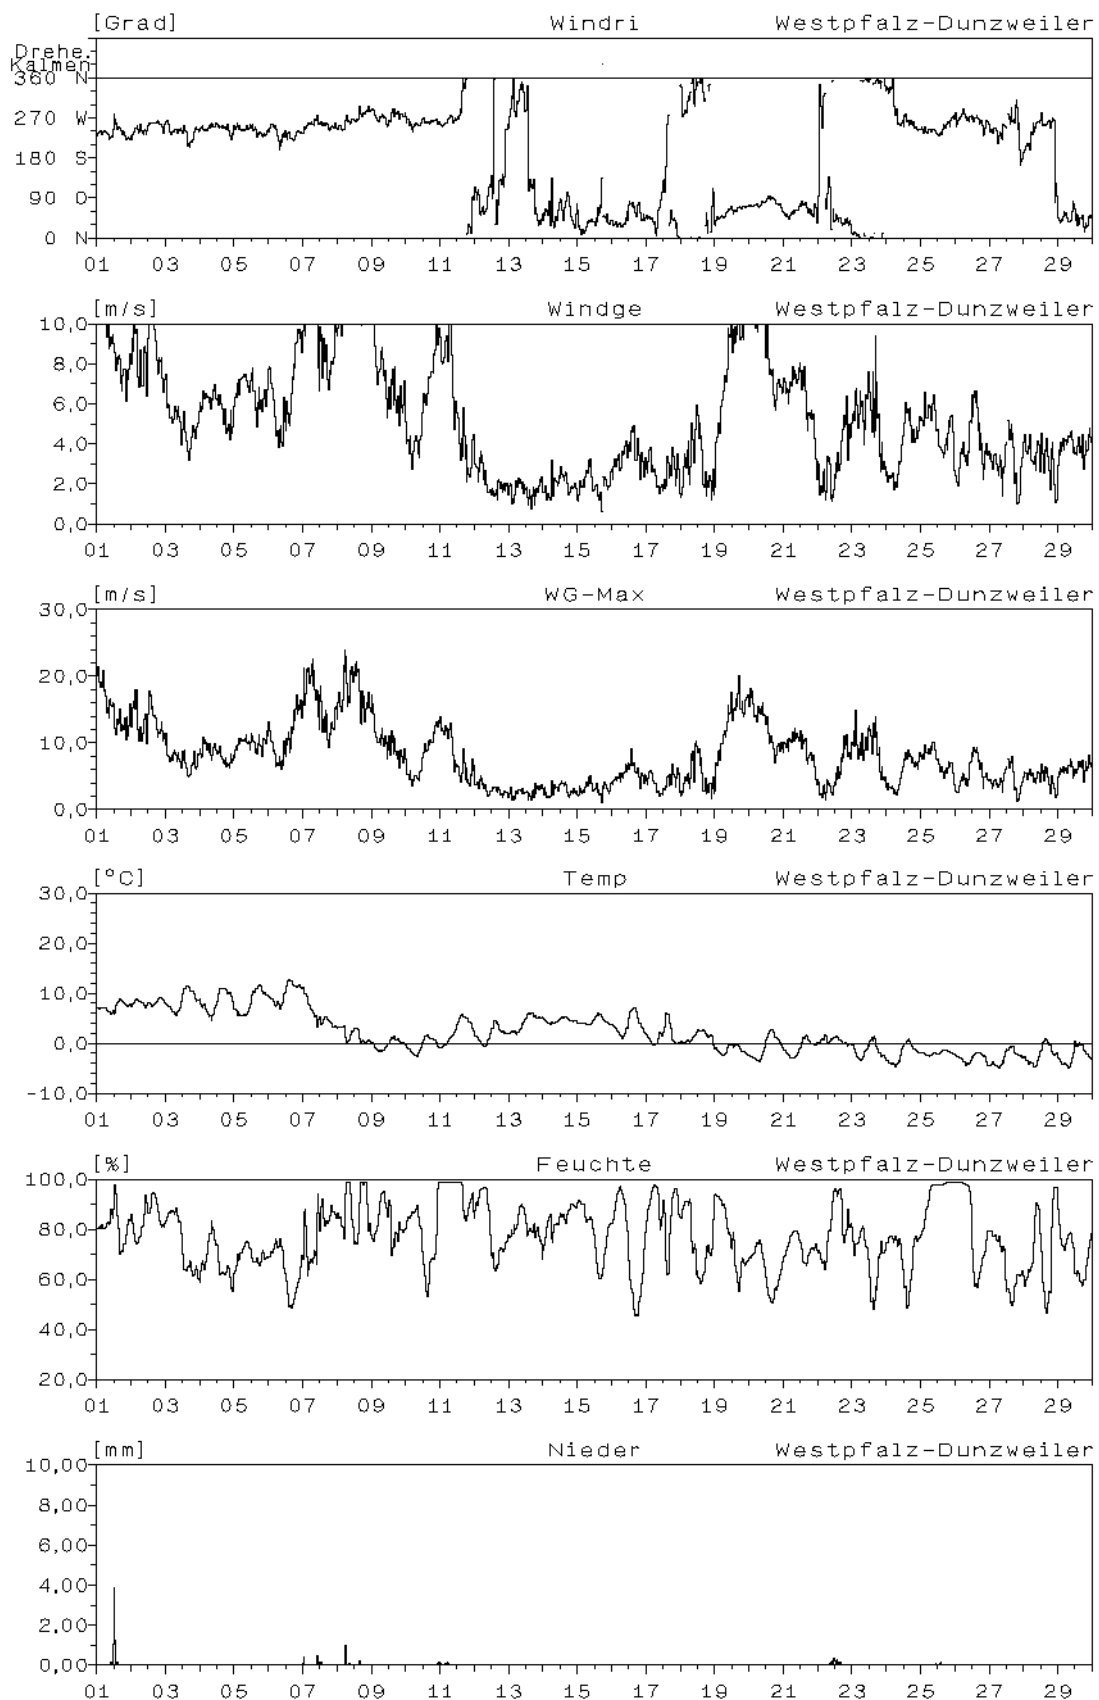 [Grad] Windri Westpfalz-Dunzweiler
Drehe.
Kalmen
360 N
270 W
180 S
90 O
0 N
01 03 05 07 09 11 13 15 17 19 21 23 25 27 29
[m/s] Windge Westpfalz-Dunzweiler
10,0
8,0
6,0
4,0
2,0
0,0
01 03 05 07 09 11 13 15 17 19 21 23 25 27 29
[m/s] WG-Max Westpfalz-Dunzweiler
30,0
20,0
10,0
0,0
01 03 05 07 09 11 13 15 17 19 21 23 25 27 29
[°C] Temp Westpfalz-Dunzweiler
30,0
20,0
10,0
0,0
-10,0
01 03 05 07 09 11 13 15 17 19 21 23 25 27 29
[%] Feuchte Westpfalz-Dunzweiler
100,0
80,0
60,0
40,0
20,0
01 03 05 07 09 11 13 15 17 19 21 23 25 27 29
[mm] Nieder Westpfalz-Dunzweiler
10,00
8,00
6,00
4,00
2,00
0,00
01 03 05 07 09 11 13 15 17 19 21 23 25 27 29